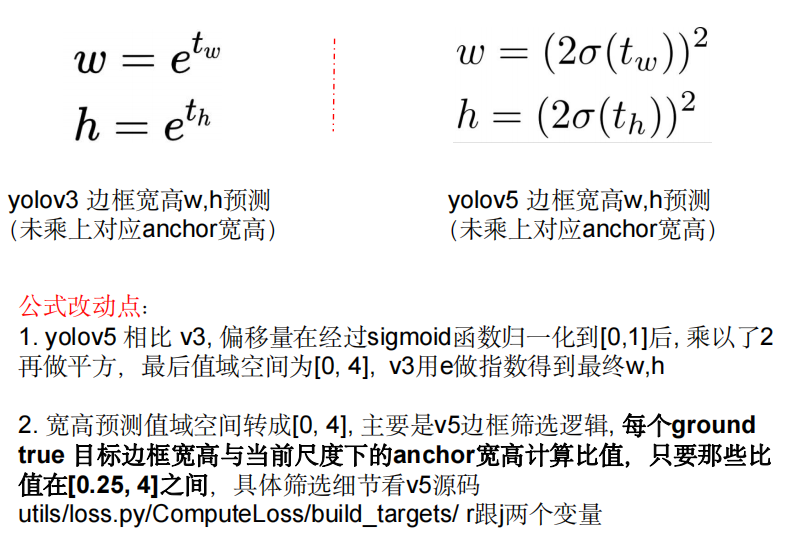 w = e^{t_w}
h = e^{t_h}
w = (2σ(t_w))^2
h = (2σ(t_h))^2
yolov3 边框宽高w,h预测
（未乘上对应anchor宽高）
yolov5 边框宽高w,h预测
（未乘上对应anchor宽高）
公式改动点：
1. yolov5 相比 v3, 偏移量在经过sigmoid函数归一化到[0,1]后, 乘以了2
再做平方，最后值域空间为[0, 4]，v3用e做指数得到最终w,h
2. 宽高预测值域空间转成[0, 4], 主要是v5边框筛选逻辑, 每个ground
true 目标边框宽高与当前尺度下的anchor宽高计算比值，只要那些比
值在[0.25, 4]之间，具体筛选细节看v5源码
utils/loss.py/ComputeLoss/build_targets/ r跟j两个变量